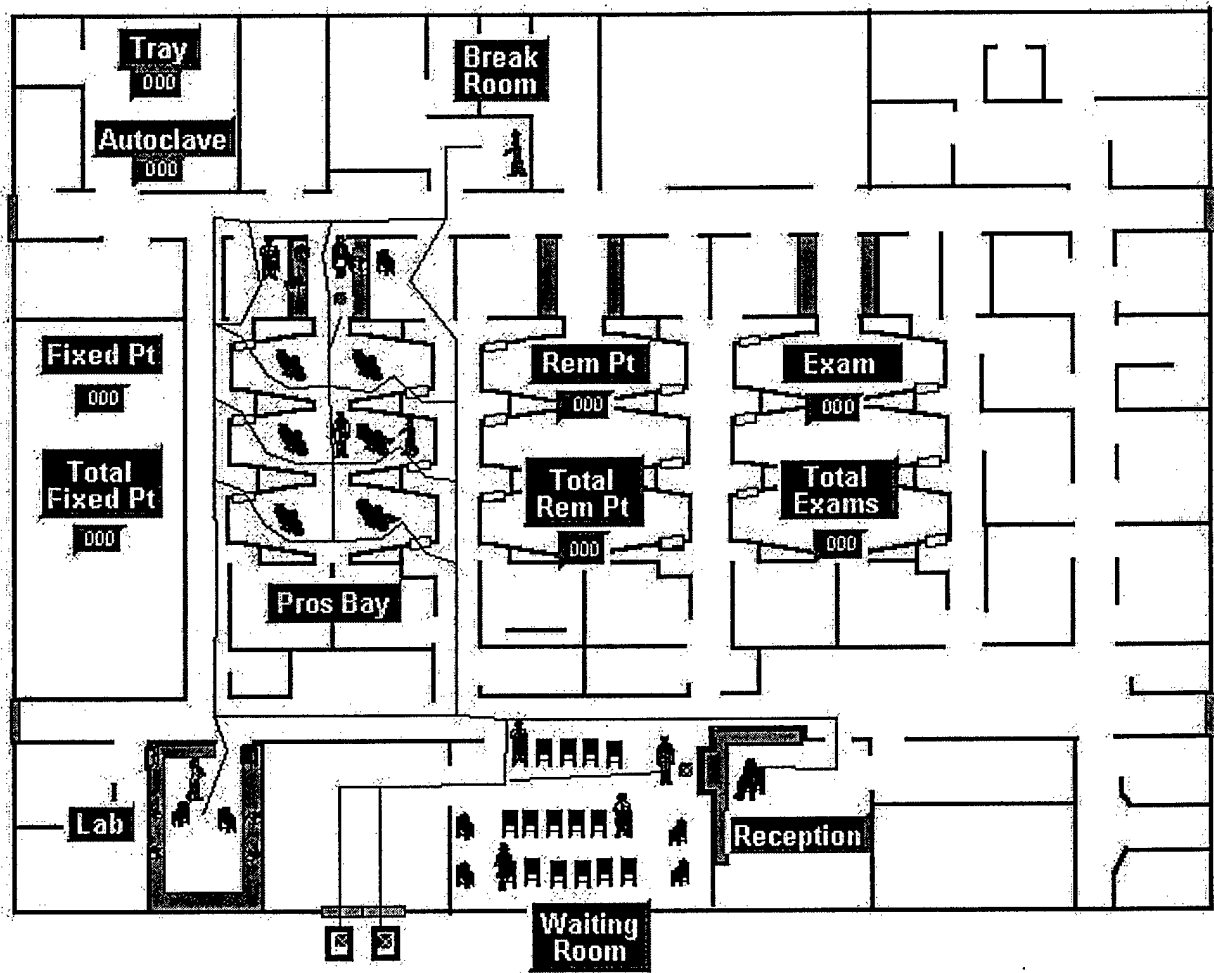 Tray
000
Break
Room
Autoclave
000
Fixed Pt
000
Rem Pt
000
Exam
000
Total
Fixed Pt
000
Total
Rem Pt
000
Total
Exams
000
Pros Bay
Lab
Reception
Waiting
Room